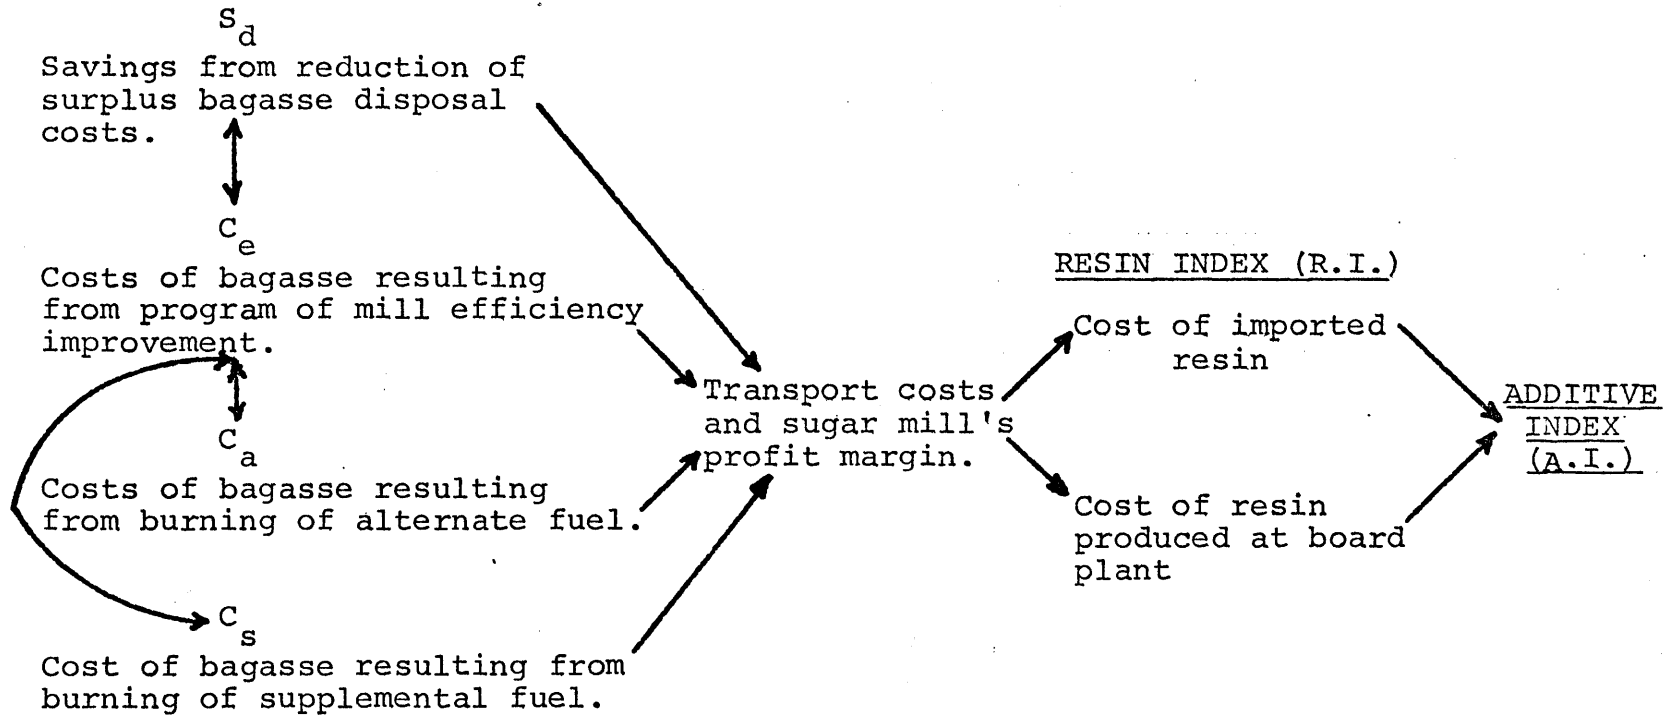 S
d
Savings from reduction of
surplus bagasse disposal
costs.
C
e
Costs of bagasse resulting
from program of mill efficiency
improvement.
C
a
Costs of bagasse resulting
from burning of alternate fuel.
C
s
Cost of bagasse resulting from
burning of supplemental fuel.
Transport costs
and sugar mill's
profit margin.
RESIN INDEX (R.I.)
Cost of imported
resin
Cost of resin
produced at board
plant
ADDITIVE
INDEX
(A.I.)